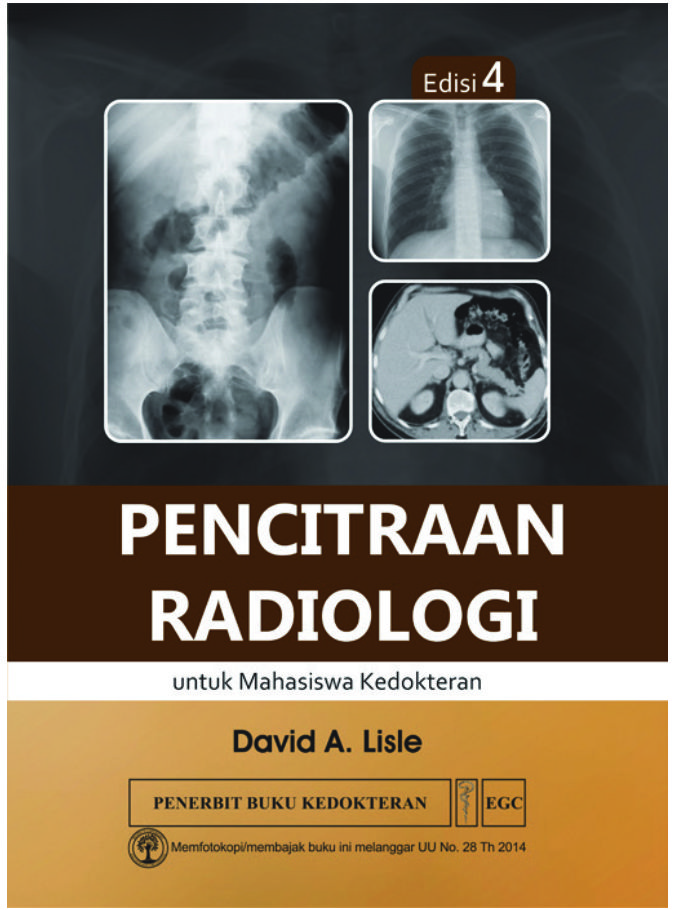 Edisi 4
PENCITRAAN
RADIOLOGI
untuk Mahasiswa Kedokteran
David A. Lisle
PENERBIT BUKU KEDOKTERAN
EGC
Memfotokopi/membajak buku ini melanggar UU No. 28 Th 2014